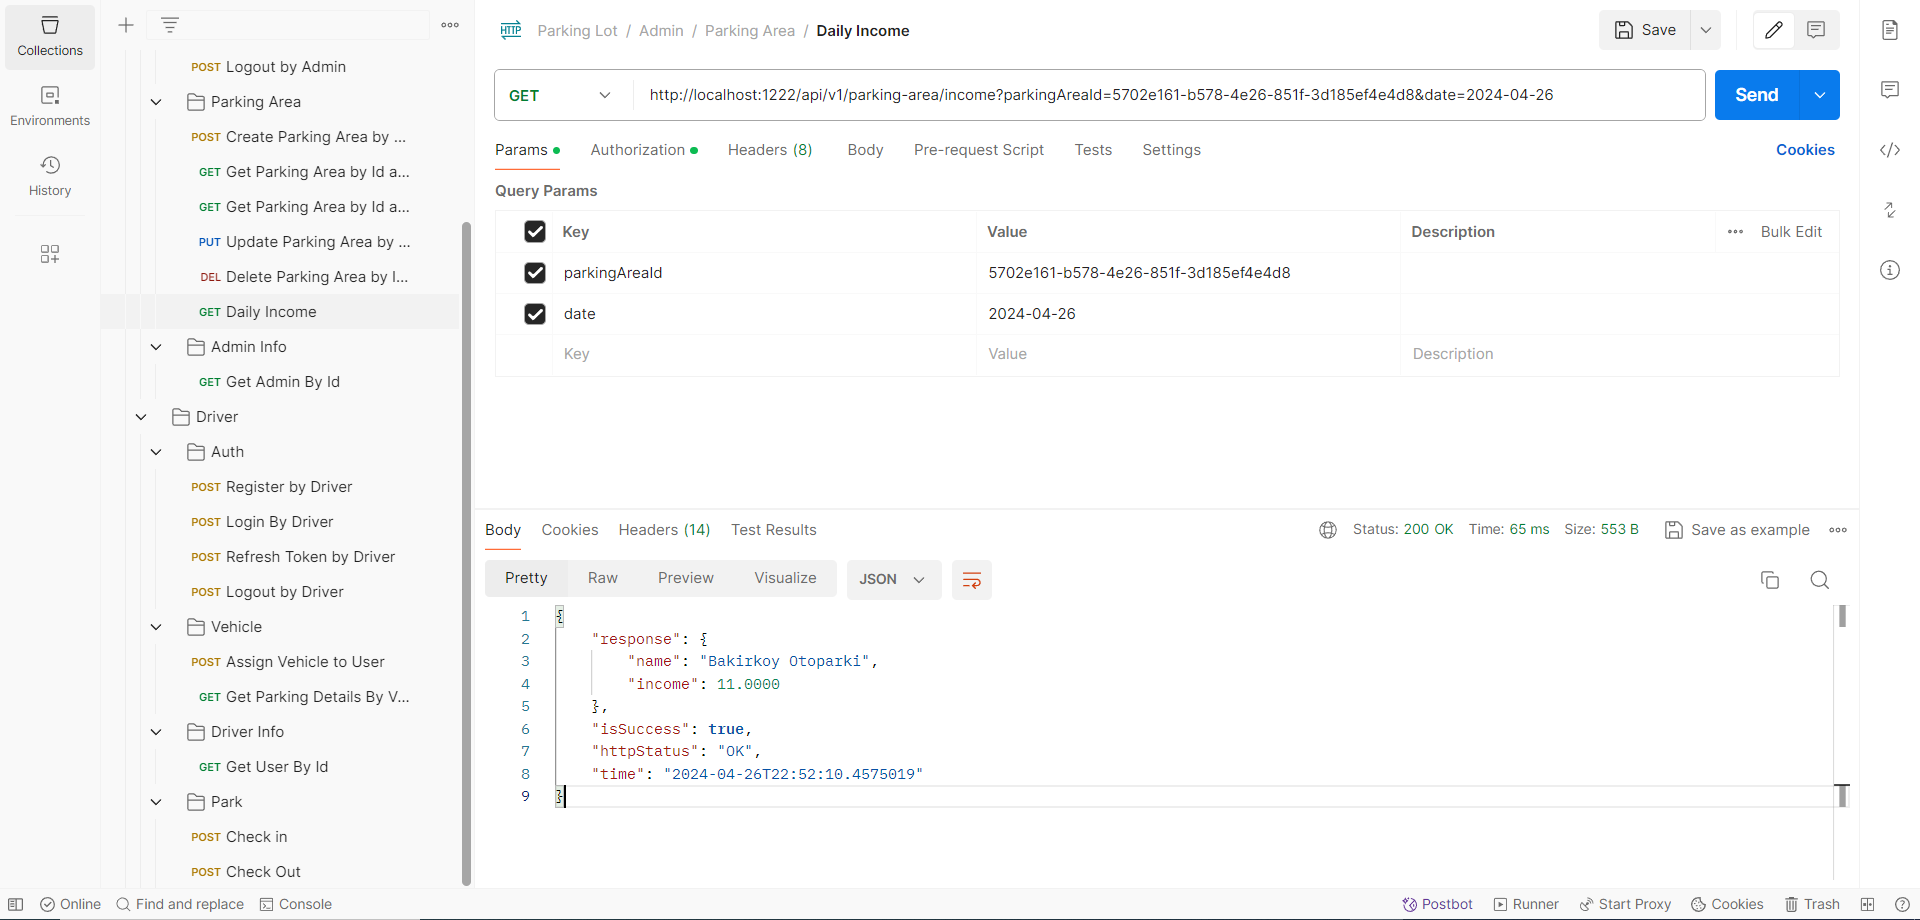 Collections
Environments
History
POST Logout by Admin
Parking Area
POST Create Parking Area by ...
GET Get Parking Area by Id a...
GET Get Parking Area by Id a...
PUT Update Parking Area by ...
DEL Delete Parking Area by I...
GET Daily Income
Admin Info
GET Get Admin By Id
Driver
Auth
POST Register by Driver
POST Login By Driver
POST Refresh Token by Driver
POST Logout by Driver
Vehicle
POST Assign Vehicle to User
GET Get Parking Details By V...
Driver Info
GET Get User By Id
Park
POST Check in
POST Check Out
HTTP Parking Lot / Admin / Parking Area / Daily Income
Save
GET http://localhost:1222/api/v1/parking-area/income?parkingAreaId=5702e161-b578-4e26-851f-3d185ef4e4d8&date=2024-04-26
Send
Params Authorization Headers (8) Body Pre-request Script Tests Settings Cookies
Query Params
Key Value Description Bulk Edit
parkingAreaId 5702e161-b578-4e26-851f-3d185ef4e4d8
date 2024-04-26
Key Value Description
Body Cookies Headers (14) Test Results Status: 200 OK Time: 65 ms Size: 553 B Save as example
Pretty Raw Preview Visualize JSON
1 {
2 "response": {
3 "name": "Bakirkoy Otoparki",
4 "income": 11.0000
5 },
6 "isSuccess": true,
7 "httpStatus": "OK",
8 "time": "2024-04-26T22:52:10.4575019"
9 }
Online Find and replace Console Postbot Runner Start Proxy Cookies Trash